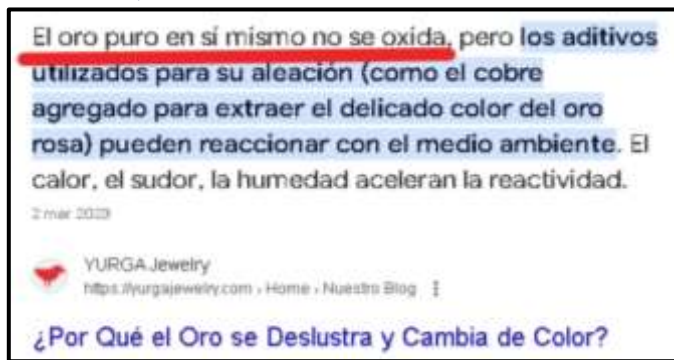 El oro puro en sí mismo no se oxida, pero los aditivos
utilizados para su aleación (como el cobre
agregado para extraer el delicado color del oro
rosa) pueden reaccionar con el medio ambiente. El
calor, el sudor, la humedad aceleran la reactividad.
2 mar 2023
YURGA Jewelry
https://yurgajewelry.com › Home › Nuestro Blog
¿Por Qué el Oro se Deslustra y Cambia de Color?